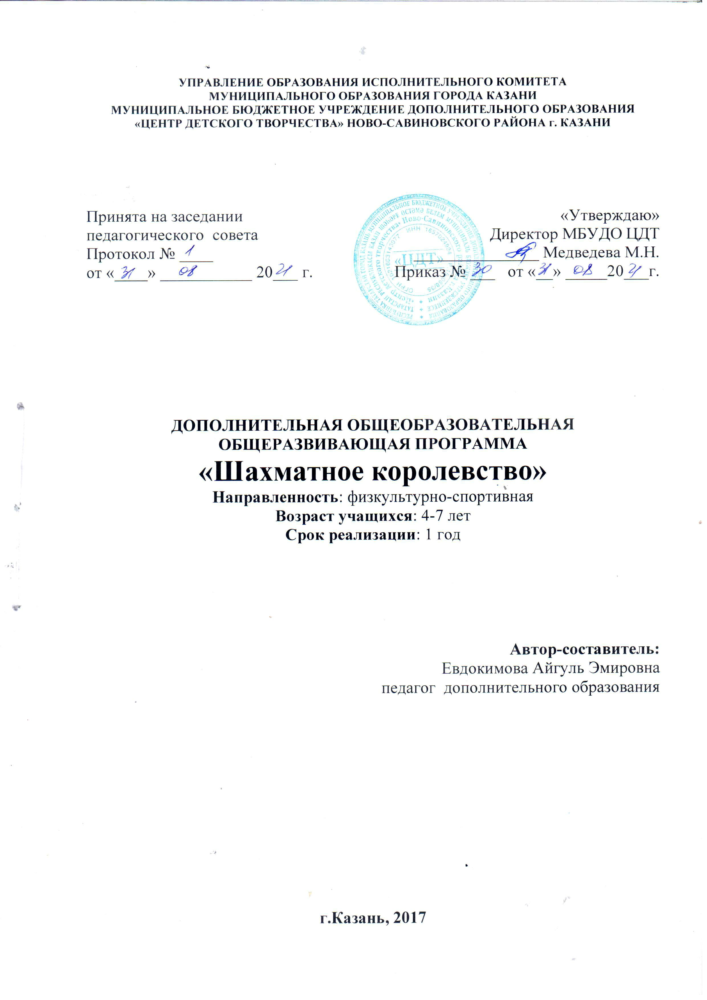 УПРАВЛЕНИЕ ОБРАЗОВАНИЯ ИСПОЛНИТЕЛЬНОГО КОМИТЕТА
МУНИЦИПАЛЬНОГО ОБРАЗОВАНИЯ ГОРОДА КАЗАНИ
МУНИЦИПАЛЬНОЕ БЮДЖЕТНОЕ УЧРЕЖДЕНИЕ ДОПОЛНИТЕЛЬНОГО ОБРАЗОВАНИЯ
«ЦЕНТР ДЕТСКОГО ТВОРЧЕСТВА» НОВО-САВИНОВСКОГО РАЙОНА г. КАЗАНИ
Принята на заседании
педагогического совета
Протокол № 1
от «31» 08 2021 г.
«Утверждаю»
Директор МБУДО ЦДТ
Медведева М.Н.
Приказ № 30 от «31» 08 2021г.
«ЦДТ»
ДОПОЛНИТЕЛЬНАЯ ОБЩЕОБРАЗОВАТЕЛЬНАЯ
ОБЩЕРАЗВИВАЮЩАЯ ПРОГРАММА
«Шахматное королевство»
Направленность: физкультурно-спортивная
Возраст учащихся: 4-7 лет
Срок реализации: 1 год
Автор-составитель:
Евдокимова Айгуль Эмировна
педагог дополнительного образования
г.Казань, 2017